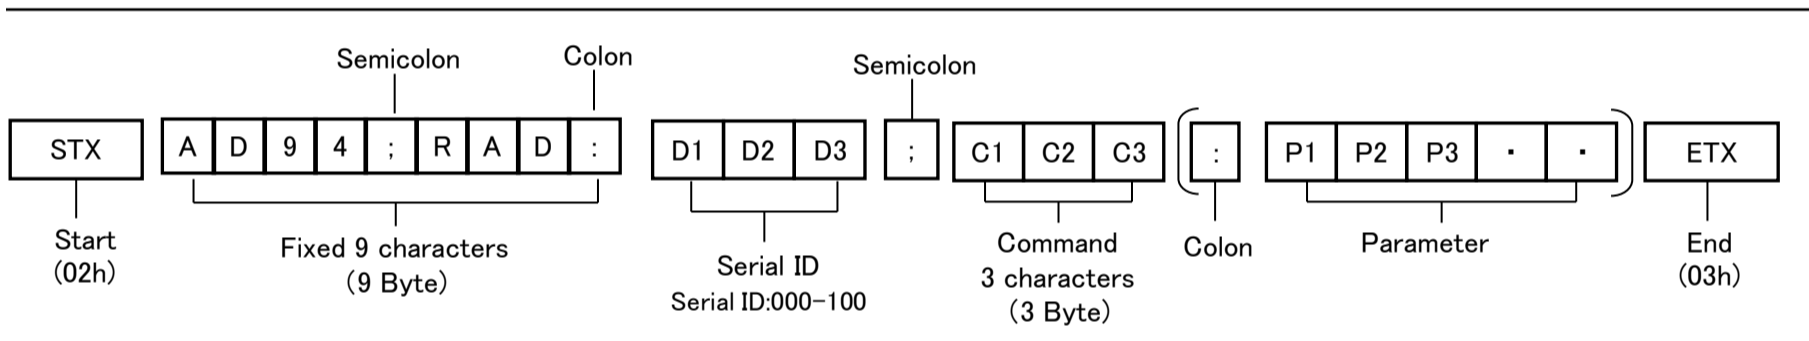 Semicolon Colon Semicolon
STX A D 9 4 ; R A D : D1 D2 D3 ; C1 C2 C3 ( : P1 P2 P3 ・ ・ ) ETX
Start
(02h)
Fixed 9 characters
(9 Byte)
Serial ID
Serial ID:000-100
Command
3 characters
(3 Byte)
Colon
Parameter
End
(03h)